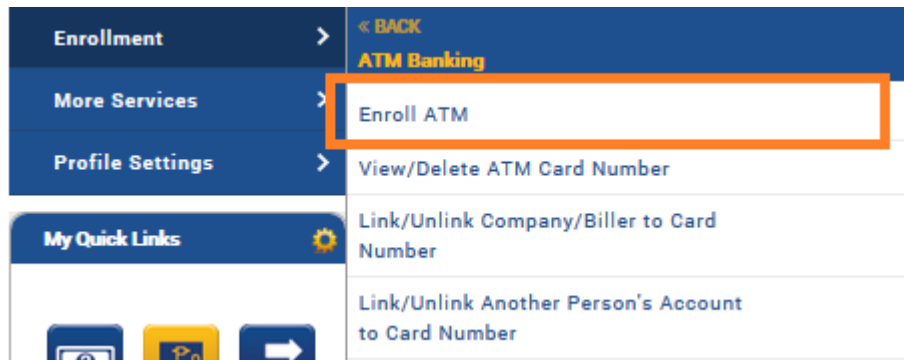 Enrollment
More Services
Profile Settings
My Quick Links
« BACK
ATM Banking
Enroll ATM
View/Delete ATM Card Number
Link/Unlink Company/Biller to Card
Number
Link/Unlink Another Person's Account
to Card Number